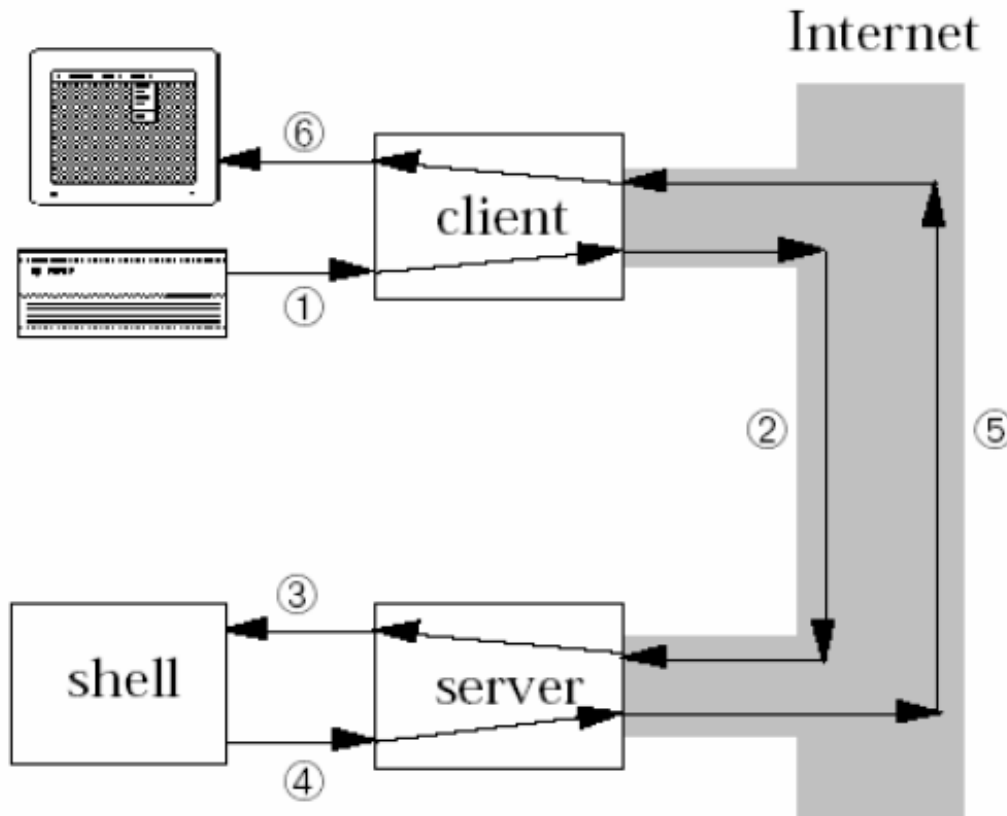 Internet
⑥
client
①
②
⑤
③
shell
server
④